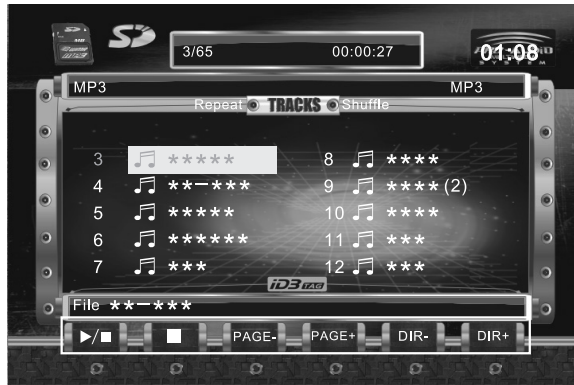 SD
3/65 00:00:27
01:08
SYSTEM
MP3 MP3
Repeat TRACKS Shuffle
3 *****
4 **-***
5 *****
6 ******
7 ***
8 ****
9 ****(2)
10 ****
11 ***
12 ***
iD3 TAG
File **-***
▶/■ ■ PAGE- PAGE+ DIR- DIR+